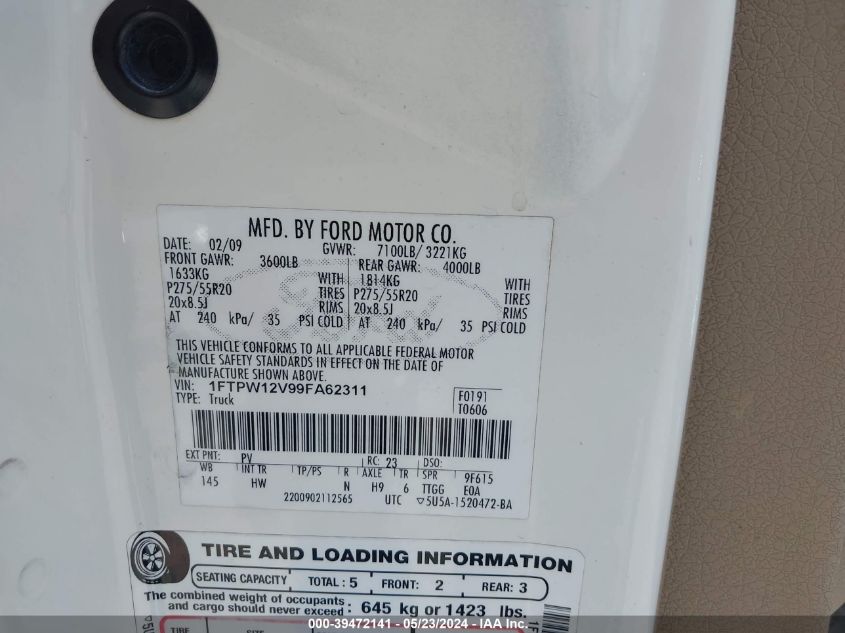 MFD. BY FORD MOTOR CO.
DATE: 02/09 GVWR: 7100LB/ 3221KG
FRONT GAWR: 3600LB REAR GAWR: 4000LB
1633KG WITH 1814KG WITH
P275/55R20 TIRES P275/55R20 TIRES
20x8.5J RIMS 20x8.5J RIMS
AT 240 kPa/ 35 PSI COLD AT 240 kPa/ 35 PSI COLD
THIS VEHICLE CONFORMS TO ALL APPLICABLE FEDERAL MOTOR
VEHICLE SAFETY STANDARDS IN EFFECT ON THE DATE OF
MANUFACTURE SHOWN ABOVE.
VIN: 1FTPW12V99FA62311 F0191
TYPE: Truck T0606
EXT PNT: PV RC: 23 DSO:
WB INT TR TP/PS R AXLE TR SPR 9F615
145 HW N H9 6 TTGG E0A
2200902112565 UTC ▽5U5A-1520472-BA
TIRE AND LOADING INFORMATION
SEATING CAPACITY TOTAL : 5 FRONT: 2 REAR: 3
The combined weight of occupants
and cargo should never exceed : 645 kg or 1423 lbs.
000-39472141 - 05/23/2024 - IAA Inc.